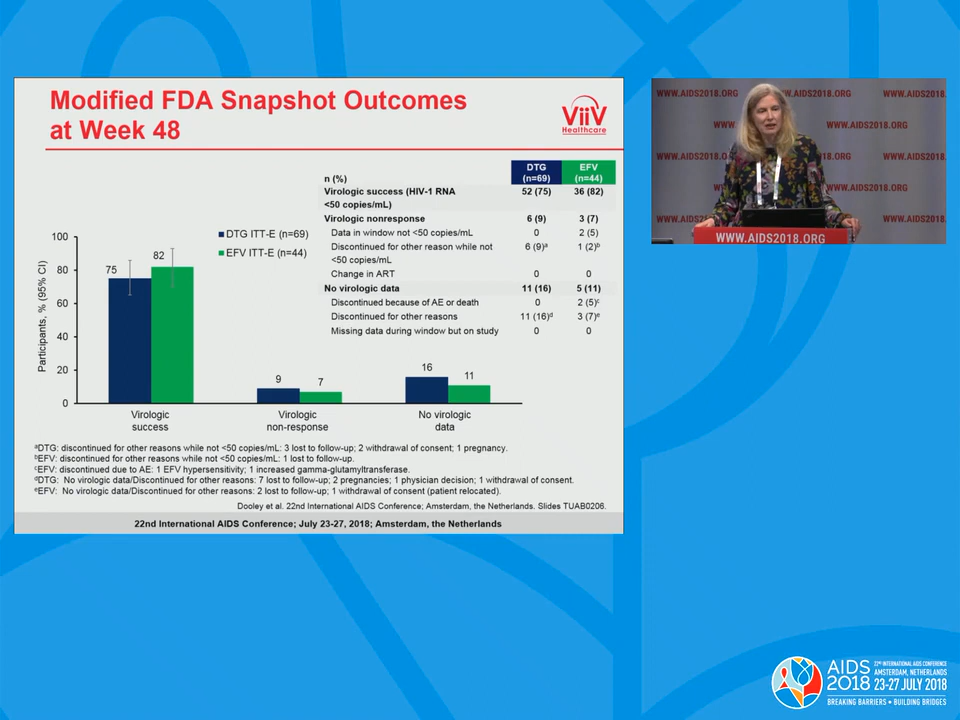 Modified FDA Snapshot Outcomes
at Week 48
ViiV
Healthcare
n (%)
DTG
(n=69)
EFV
(n=44)
Virologic success (HIV-1 RNA
<50 copies/mL)
52 (75)
36 (82)
Virologic nonresponse
6 (9)
3 (7)
Data in window not <50 copies/mL
0
2 (5)
Discontinued for other reason while not
<50 copies/mL
6 (9)a
1 (2)b
Change in ART
0
0
No virologic data
11 (16)
5 (11)
Discontinued because of AE or death
0
2 (5)c
Discontinued for other reasons
11 (16)d
3 (7)e
Missing data during window but on study
0
0
DTG ITT-E (n=69)
EFV ITT-E (n=44)
Participants, % (95% CI)
100
80
60
40
20
0
75
82
9
7
16
11
Virologic
success
Virologic
non-response
No virologic
data
aDTG: discontinued for other reasons while not <50 copies/mL: 3 lost to follow-up; 2 withdrawal of consent; 1 pregnancy.
bEFV: discontinued for other reasons while not <50 copies/mL: 1 lost to follow-up.
cEFV: discontinued due to AE: 1 EFV hypersensitivity; 1 increased gamma-glutamyltransferase.
dDTG: No virologic data/Discontinued for other reasons: 7 lost to follow-up; 2 pregnancies; 1 physician decision; 1 withdrawal of consent.
eEFV: No virologic data/Discontinued for other reasons: 2 lost to follow-up; 1 withdrawal of consent (patient relocated).
Dooley et al. 22nd International AIDS Conference; Amsterdam, the Netherlands. Slides TUAB0206.
22nd International AIDS Conference; July 23-27, 2018; Amsterdam, the Netherlands
WWW.AIDS2018.ORG
WWW.AIDS2018.ORG
WWW.AIDS2018.
WWW.AIDS2018.ORG
WWW.AIDS2018.
WWW.AIDS2018.ORG
WWW.AIDS2018.
WWW.AIDS2018.ORG
AIDS
2018
22ND INTERNATIONAL AIDS CONFERENCE
AMSTERDAM, NETHERLANDS
23-27 JULY 2018
BREAKING BARRIERS • BUILDING BRIDGES